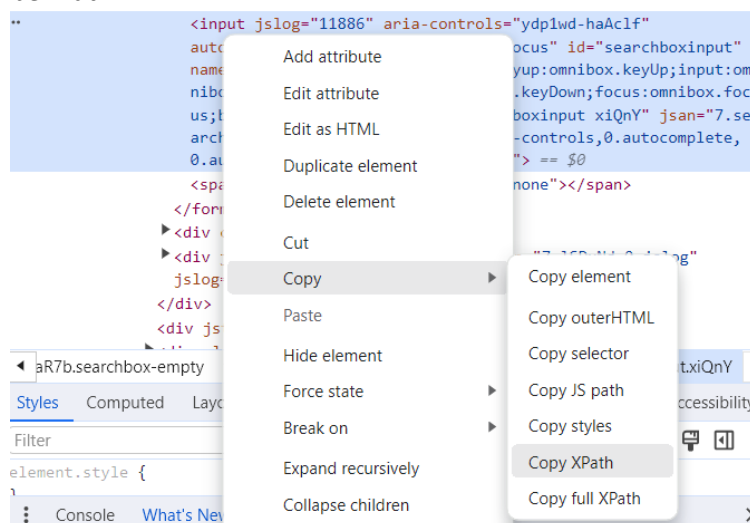 <input jslog="11886" aria-controls="ydp1wd-haAclf"
auto ocus" id="searchboxinput"
name yup:omnibox.keyUp;input:om
nibo .keyDown;focus:omnibox.foc
us;b boxinput xiQnY" jsan="7.se
arch -controls,0.autocomplete,
0.au "> == $0
<spa none"></span>
</form
<div
<div
jslog=
</div>
<div js
Add attribute
Edit attribute
Edit as HTML
Duplicate element
Delete element
Cut
Copy
Paste
Hide element
Force state
Break on
Expand recursively
Collapse children
Copy element
Copy outerHTML
Copy selector
Copy JS path
Copy styles
Copy XPath
Copy full XPath
aR7b.searchbox-empty t.xiQnY
Styles Computed Layo ccessibility
Filter
element.style {
}
Console What's New